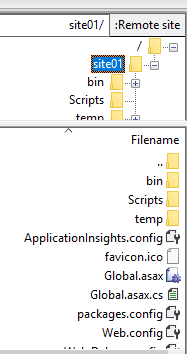 Remote site: /site01
/
site01
bin
Scripts
temp
Filename
..
bin
Scripts
temp
ApplicationInsights.config
favicon.ico
Global.asax
Global.asax.cs
packages.config
Web.config